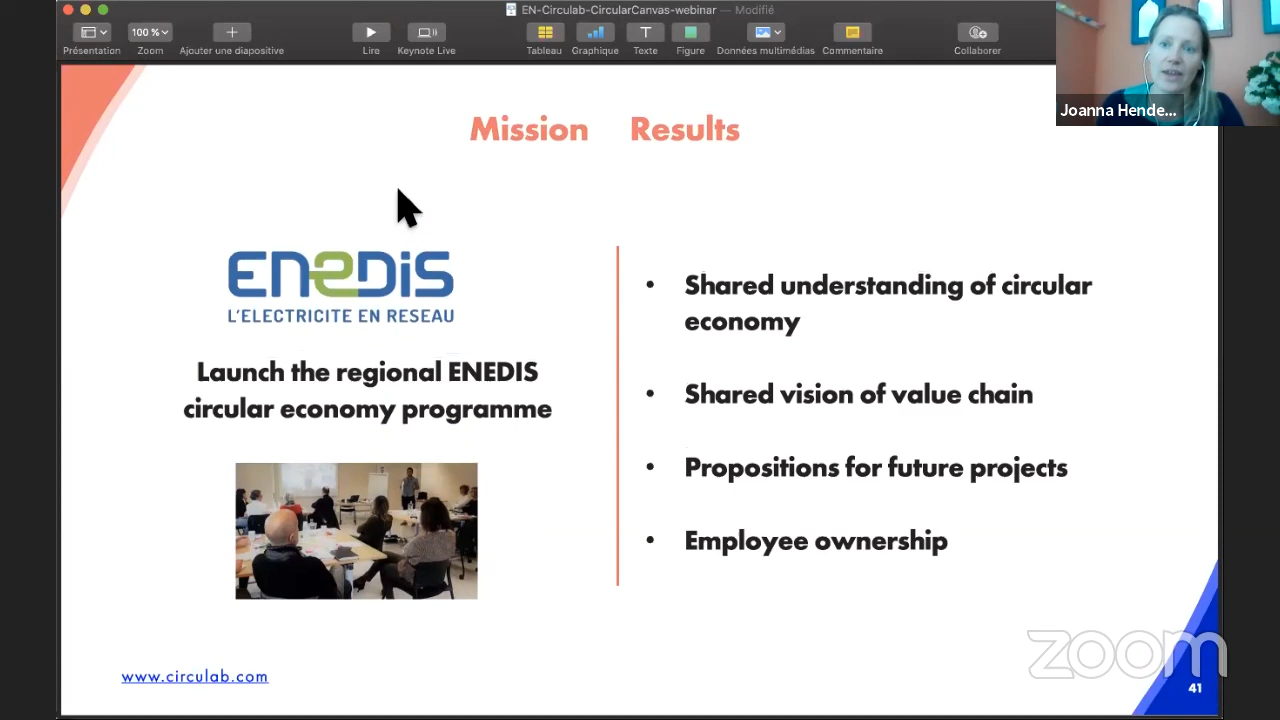 EN-Circulab-CircularCanvas-webinar — Modifié
100 %
Présentation
Zoom
Ajouter une diapositive
Lire
Keynote Live
Tableau
Graphique
Texte
Figure
Données multimédias
Commentaire
Collaborer
Joanna Hende...
Mission Results
ENEDIS
L'ELECTRICITE EN RESEAU
Launch the regional ENEDIS
circular economy programme
• Shared understanding of circular
economy
• Shared vision of value chain
• Propositions for future projects
• Employee ownership
www.circulab.com
zoom
41